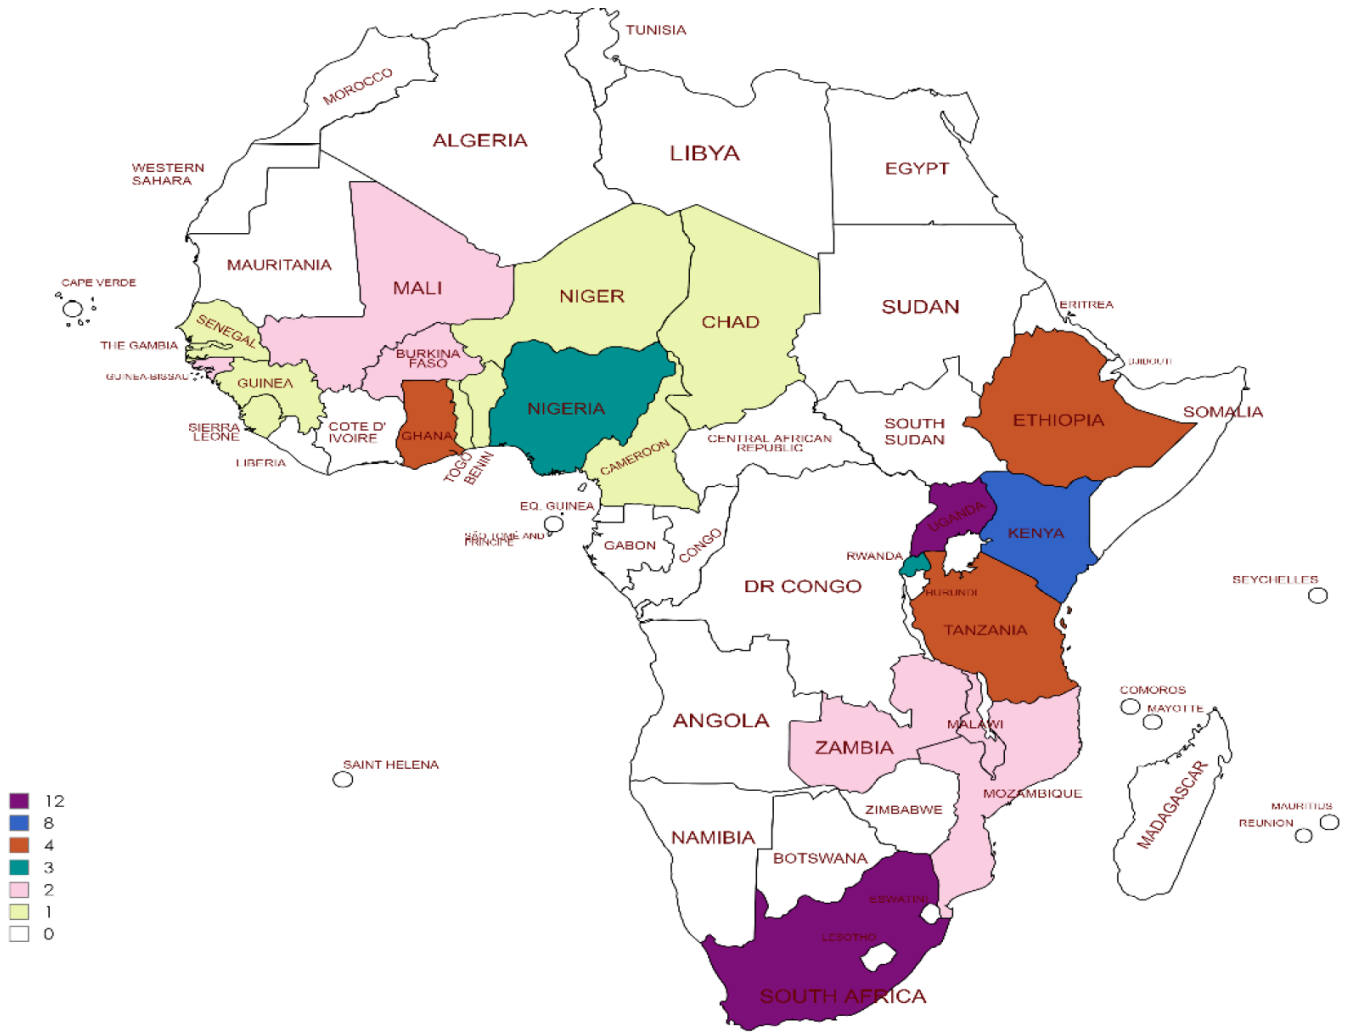 TUNISIA
MOROCCO
ALGERIA
LIBYA
EGYPT
WESTERN
SAHARA
MAURITANIA
MALI
NIGER
CHAD
SUDAN
ERITREA
CAPE VERDE
SENEGAL
THE GAMBIA
GUINEA-BISSAU
GUINEA
BURKINA
FASO
DJIBOUTI
SIERRA
LEONE
LIBERIA
COTE D'
IVOIRE
GHANA
TOGO
BENIN
NIGERIA
CAMEROON
CENTRAL AFRICAN
REPUBLIC
SOUTH
SUDAN
ETHIOPIA
SOMALIA
EQ. GUINEA
SÃO TOMÉ AND
PRINCIPE
GABON
CONGO
DR CONGO
UGANDA
KENYA
RWANDA
BURUNDI
TANZANIA
SEYCHELLES
COMOROS
MAYOTTE
ANGOLA
ZAMBIA
MALAWI
MOZAMBIQUE
MADAGASCAR
SAINT HELENA
ZIMBABWE
NAMIBIA
BOTSWANA
MAURITIUS
REUNION
ESWATINI
LESOTHO
SOUTH AFRICA
12
8
4
3
2
1
0